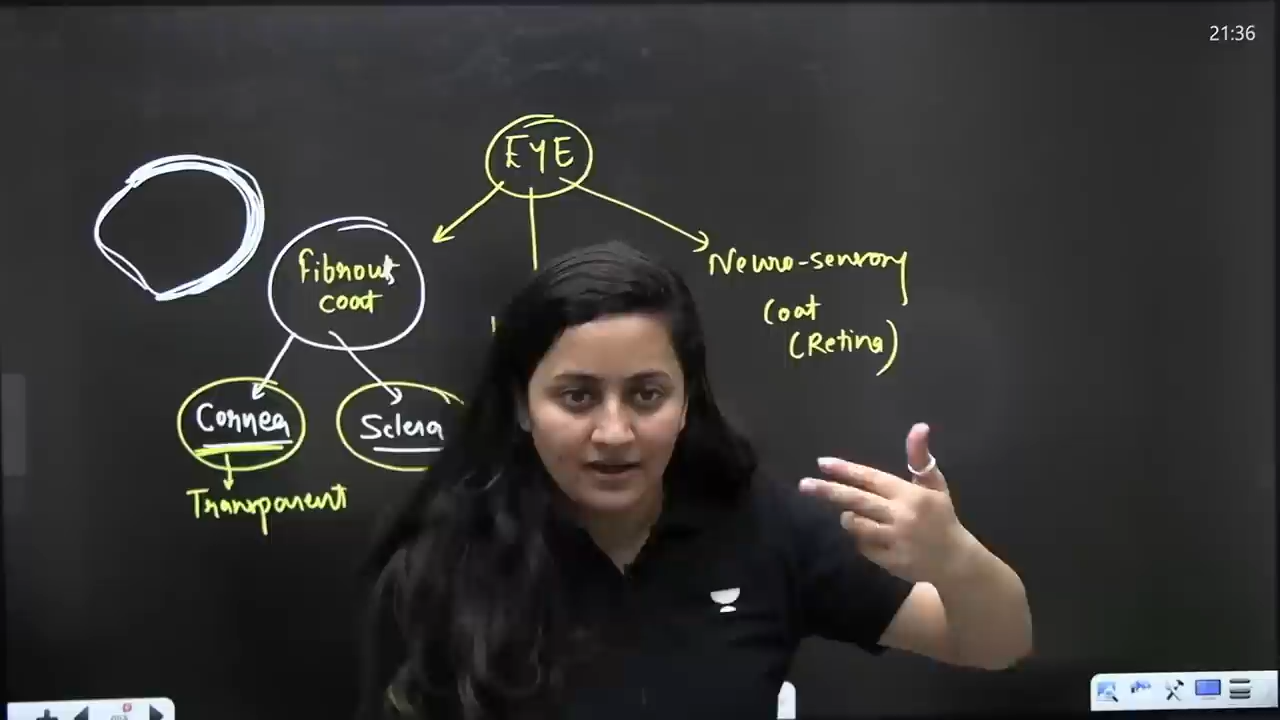 21:36
EYE
Fibrous
coat
Neuro-sensory
Coat
(Retina)
Cornea
Sclera
Transparent